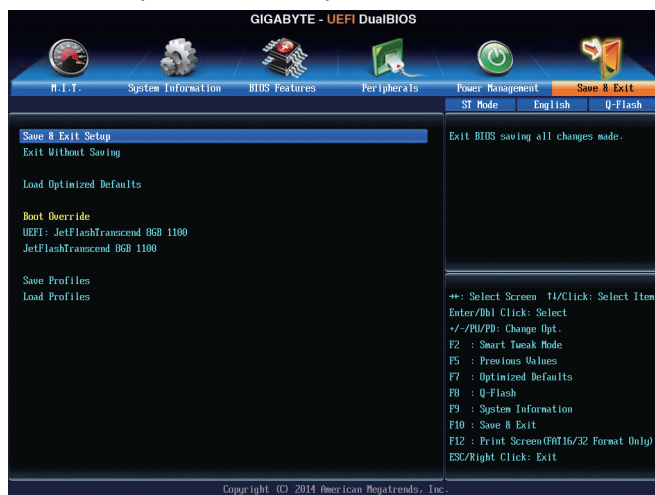 GIGABYTE - UEFI DualBIOS
M.I.T. System Information BIOS Features Peripherals Power Management Save & Exit
ST Mode English Q-Flash
Save & Exit Setup
Exit Without Saving
Load Optimized Defaults
Boot Override
UEFI: JetFlashTranscend 8GB 1100
JetFlashTranscend 8GB 1100
Save Profiles
Load Profiles
Exit BIOS saving all changes made.
→←: Select Screen ↑↓/Click: Select Item
Enter/Dbl Click: Select
+/-/PU/PD: Change Opt.
F2 : Smart Tweak Mode
F5 : Previous Values
F7 : Optimized Defaults
F8 : Q-Flash
F9 : System Information
F10 : Save & Exit
F12 : Print Screen(FAT16/32 Format Only)
ESC/Right Click: Exit
Copyright (C) 2014 American Megatrends, Inc.